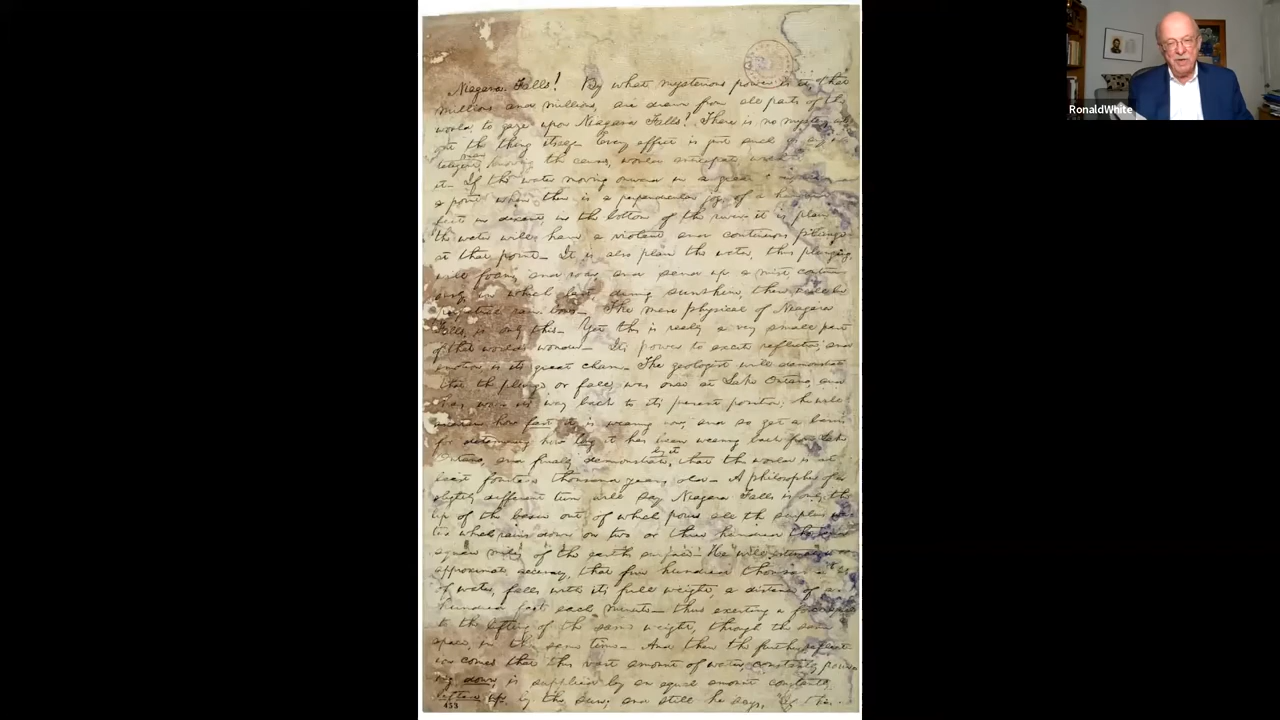 Niagara Falls! By what mysterious power is it, that
millions and millions, are drawn from all parts of the
world, to gaze upon Niagara Falls? There is no mystery
the thing itself. Every effect is just such as
may
knowing the causes, would anticipate
it. If the water moving onward in a great
a point where there is a perpendicular jog, of a hundred
feet in descent, in the bottom of the river, it is plain
the water will have a violent and continuous plunge
at that point. It is also plain the water, thus plunging,
will foam, and roar, and send up a mist,
in which last, during sunshine, there will be
rain-bows. The mere physical of Niagara
Falls is only this. Yet this is really a very small part
of that world's wonder. Its power to excite reflection, and
emotion, is its great charm. The geologist will demonstrate
that the plunge, or fall, was once at Lake Ontario, and
has worn its way back to its present position; he will
how fast it is wearing now, and so get a basis
for determining how long it has been wearing back from Lake
by it
Ontario, and finally demonstrate, that this world is at
least fourteen thousand years old. A philosopher of a
slightly different turn will say Niagara Falls is only the
lip of the basin out of which pours all the surplus
which rains down on two or three hundred
square miles of the earth's surface. He will estimate
approximate accuracy, that five hundred thousand
of water, falls with its full weight, a distance of a
hundred feet each minute—thus exerting a force
to the lifting of the same weight, through the same
space, in the same time. And then the further reflection
comes that this vast amount of water, constantly
down, is supplied by an equal amount constantly
lifted up, by the sun; and still he says,
453
RonaldWhite